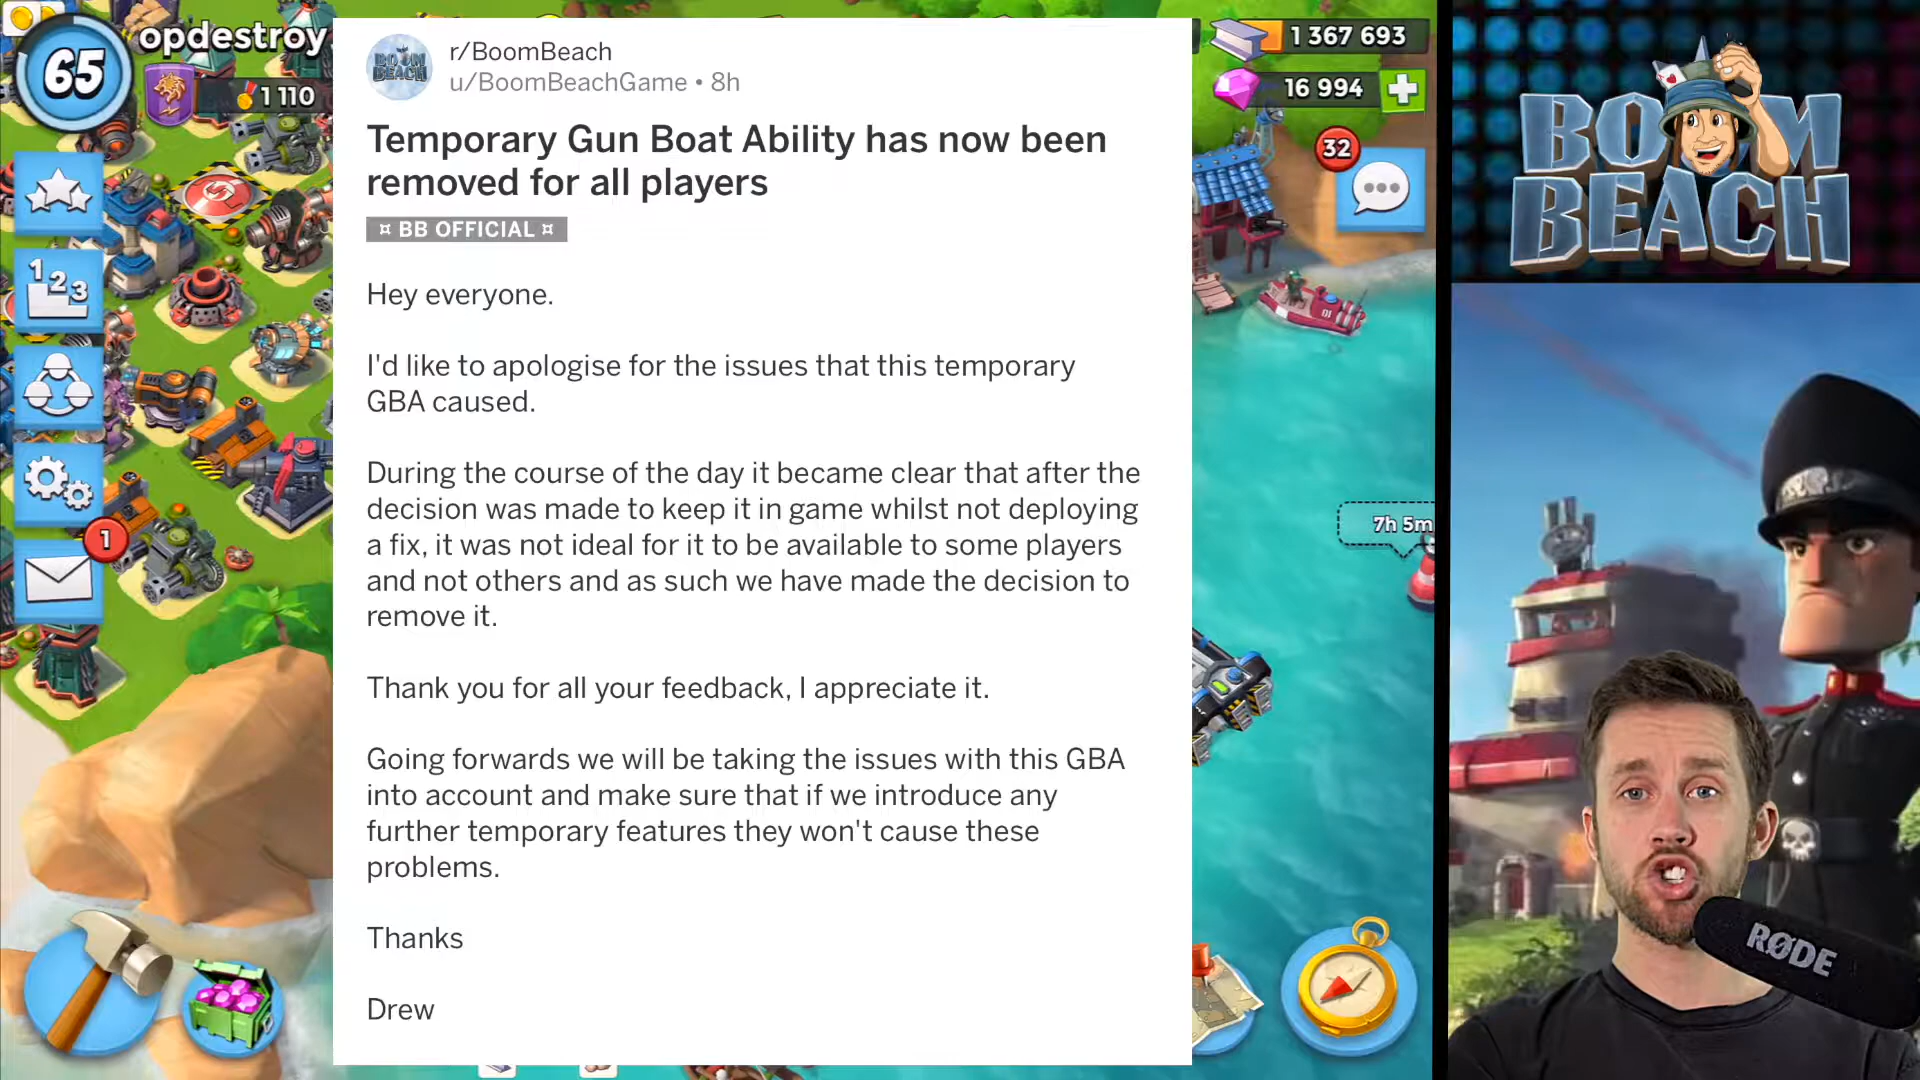 65
opdestroy
1 110
1 2 3
1
r/BoomBeach
u/BoomBeachGame • 8h
Temporary Gun Boat Ability has now been
removed for all players
¤ BB OFFICIAL ¤
Hey everyone.
I'd like to apologise for the issues that this temporary
GBA caused.
During the course of the day it became clear that after the
decision was made to keep it in game whilst not deploying
a fix, it was not ideal for it to be available to some players
and not others and as such we have made the decision to
remove it.
Thank you for all your feedback, I appreciate it.
Going forwards we will be taking the issues with this GBA
into account and make sure that if we introduce any
further temporary features they won't cause these
problems.
Thanks
Drew
1 367 693
16 994
32
7h 5m
BOOM
BEACH
RØDE